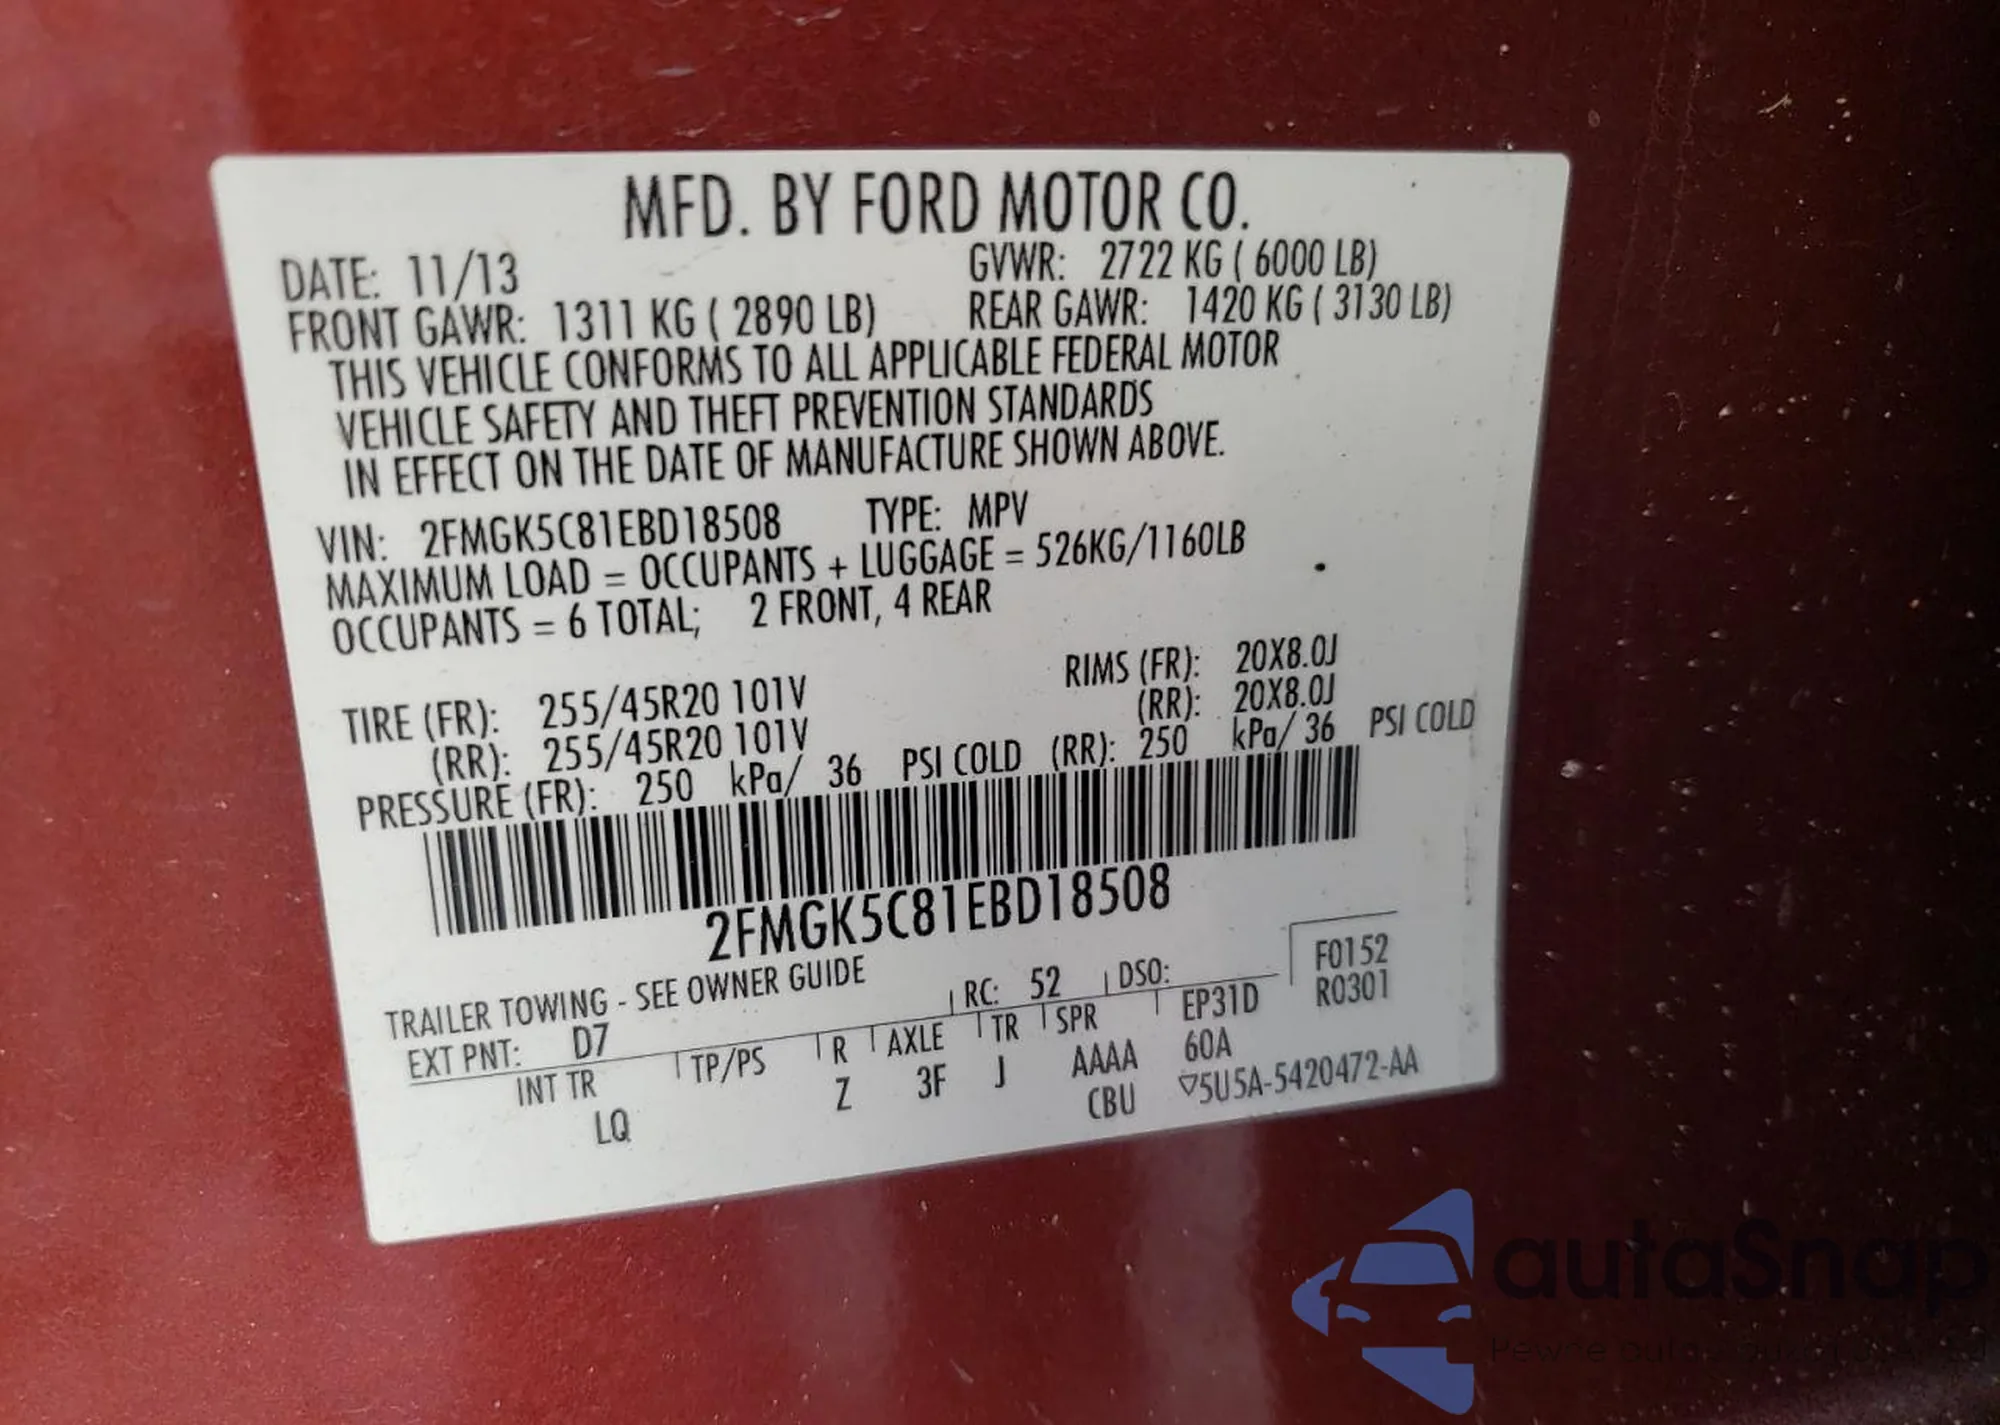 MFD. BY FORD MOTOR CO.
DATE: 11/13 GVWR: 2722 KG ( 6000 LB)
FRONT GAWR: 1311 KG ( 2890 LB) REAR GAWR: 1420 KG ( 3130 LB)
THIS VEHICLE CONFORMS TO ALL APPLICABLE FEDERAL MOTOR
VEHICLE SAFETY AND THEFT PREVENTION STANDARDS
IN EFFECT ON THE DATE OF MANUFACTURE SHOWN ABOVE.
VIN: 2FMGK5C81EBD18508 TYPE: MPV
MAXIMUM LOAD = OCCUPANTS + LUGGAGE = 526KG/1160LB
OCCUPANTS = 6 TOTAL; 2 FRONT, 4 REAR
TIRE (FR): 255/45R20 101V RIMS (FR): 20X8.0J
(RR): 255/45R20 101V (RR): 20X8.0J
PRESSURE (FR): 250 kPa/ 36 PSI COLD (RR): 250 kPa/ 36 PSI COLD
2FMGK5C81EBD18508
TRAILER TOWING - SEE OWNER GUIDE
F0152
EXT PNT: D7 RC: 52 DSO: R0301
INT TR TP/PS R AXLE TR SPR EP31D
LQ Z 3F J AAAA 60A
CBU ▽5U5A-5420472-AA
autaSnap